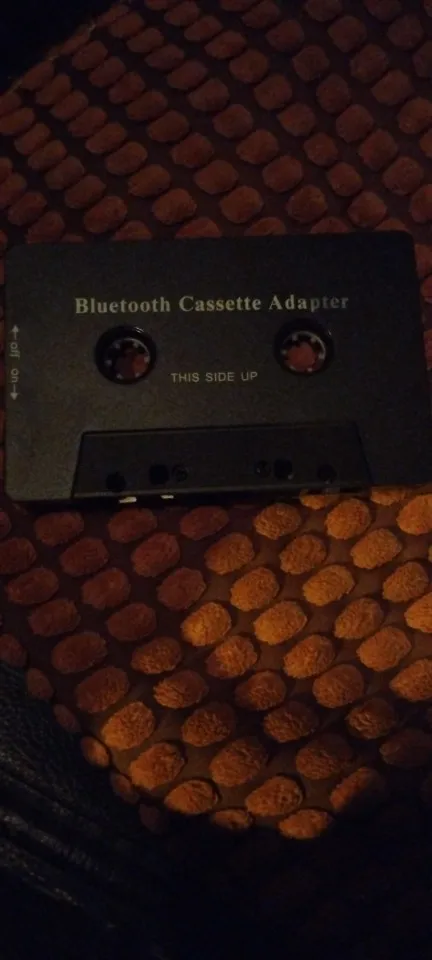 Bluetooth Cassette Adapter
THIS SIDE UP
←off on→